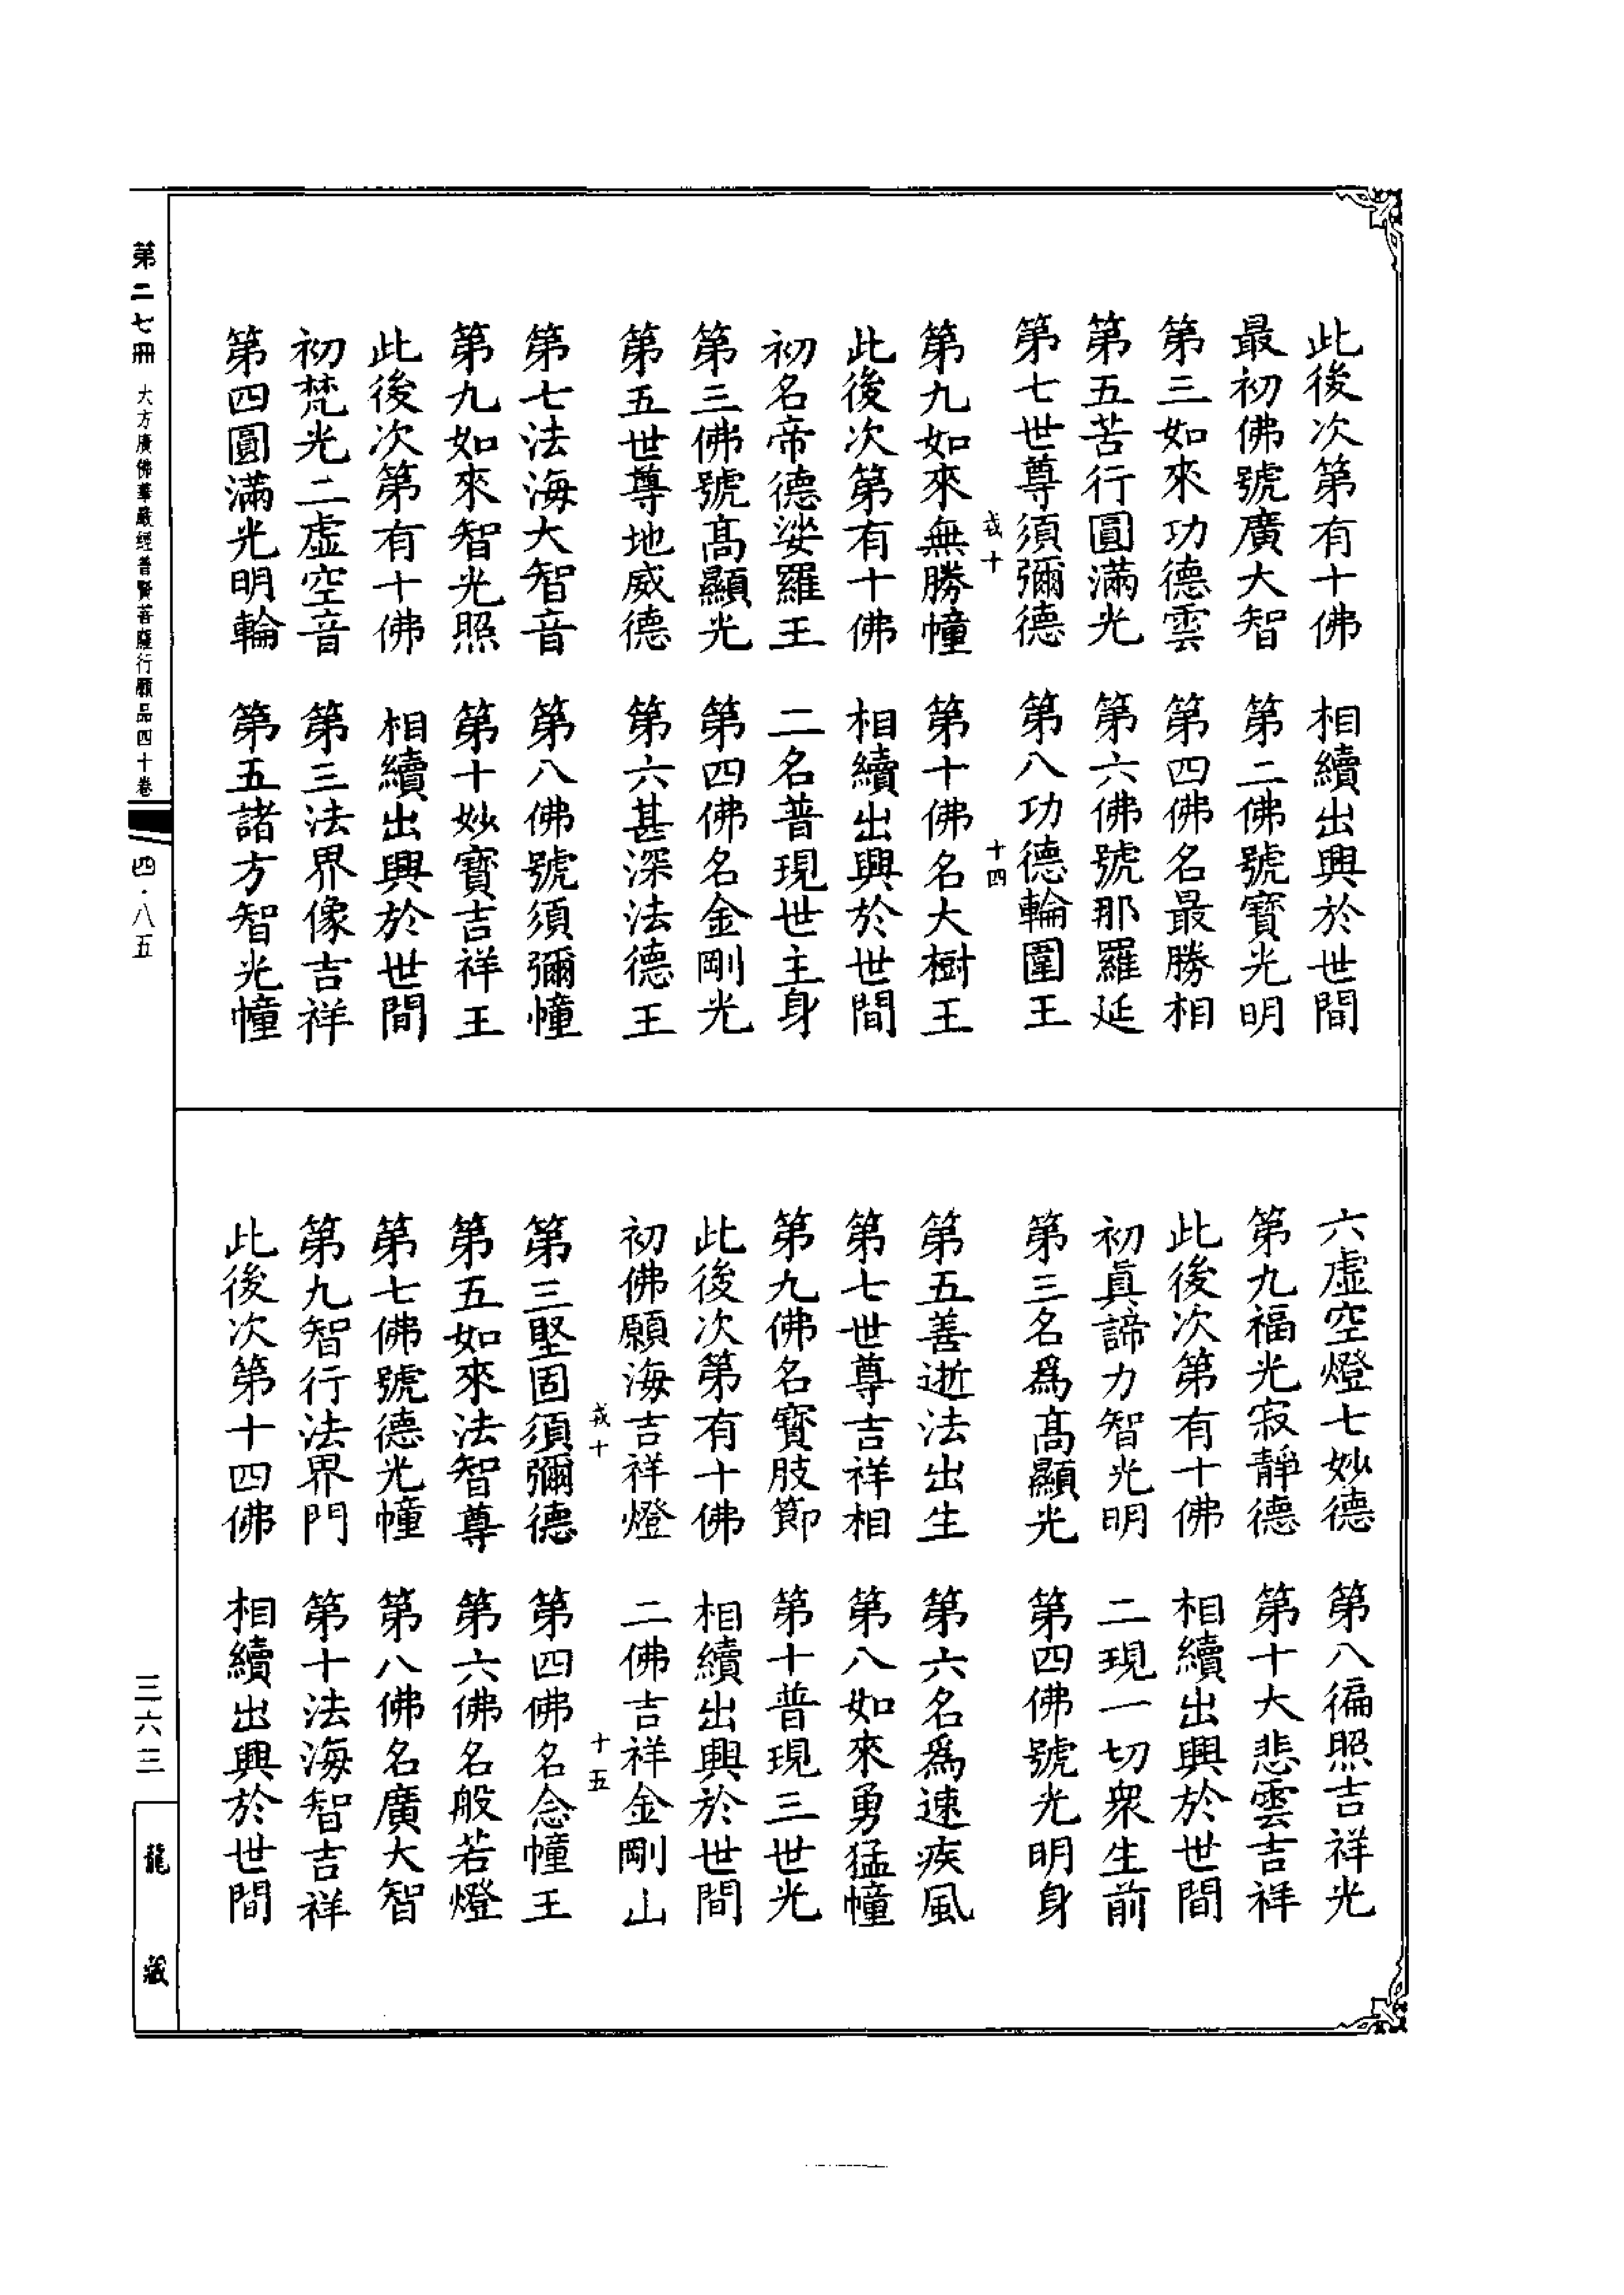 此後次第有十佛　相續出興於世間
最初佛號廣大智　第二佛號寶光明
第三如來功德雲　第四佛名最勝相
第五苦行圓滿光　第六佛號那羅延
第七世尊須彌德　第八功德輪圍王
戎十　十四
第九如來無勝幢　第十佛名大樹王
此後次第有十佛　相續出興於世間
初名帝德娑羅王　二名普現世主身
第三佛號髙顯光　第四佛名金剛光
第五世尊地威德　第六甚深法德王
第七法海大智音　第八佛號須彌幢
第九如來智光照　第十妙寶吉祥王
此後次第有十佛　相續出興於世間
初梵光二虛空音　第三法界像吉祥
第四圓滿光明輪　第五諸方智光幢
六虛空燈七妙德　第八徧照吉祥光
第九福光寂靜德　第十大悲雲吉祥
此後次第有十佛　相續出興於世間
初眞諦力智光明　二現一切衆生前
第三名爲髙顯光　第四佛號光明身
第五善逝法出生　第六名爲速疾風
第七世尊吉祥相　第八如來勇猛幢
第九佛名寶肢節　第十普現三世光
此後次第有十佛　相續出興於世間
初佛願海吉祥燈　二佛吉祥金剛山
戎十　十五
第三堅固須彌德　第四佛名念幢王
第五如來法智尊　第六佛名般若燈
第七佛號德光幢　第八佛名廣大智
第九智行法界門　第十法海智吉祥
此後次第十四佛　相續出興於世間
第二七冊　大方廣佛華嚴經普賢菩薩行願品四十卷　四·八五
三六三
龍藏